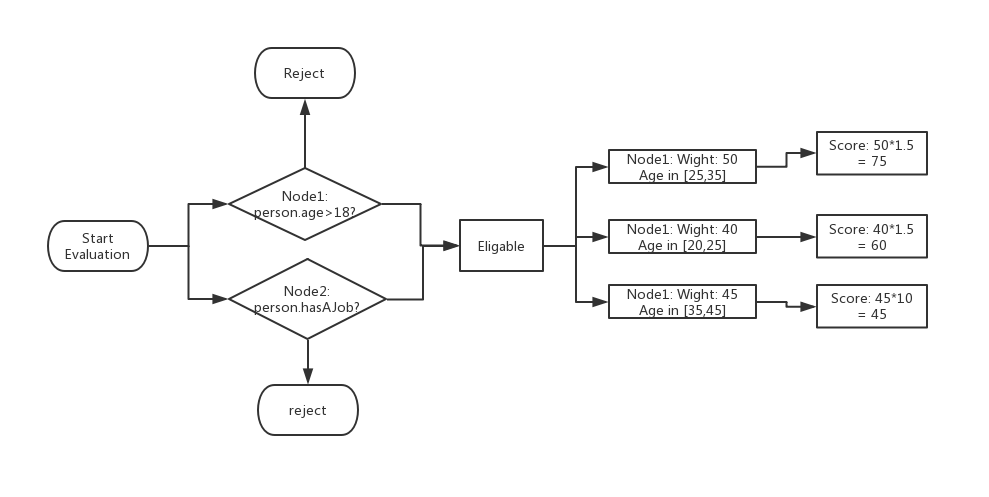 Reject
Node1:
person.age>18?
Start
Evaluation
Node2:
person.hasAJob?
reject
Eligable
Node1: Wight: 50
Age in [25,35]
Score: 50*1.5
= 75
Node1: Wight: 40
Age in [20,25]
Score: 40*1.5
= 60
Node1: Wight: 45
Age in [35,45]
Score: 45*10
= 45